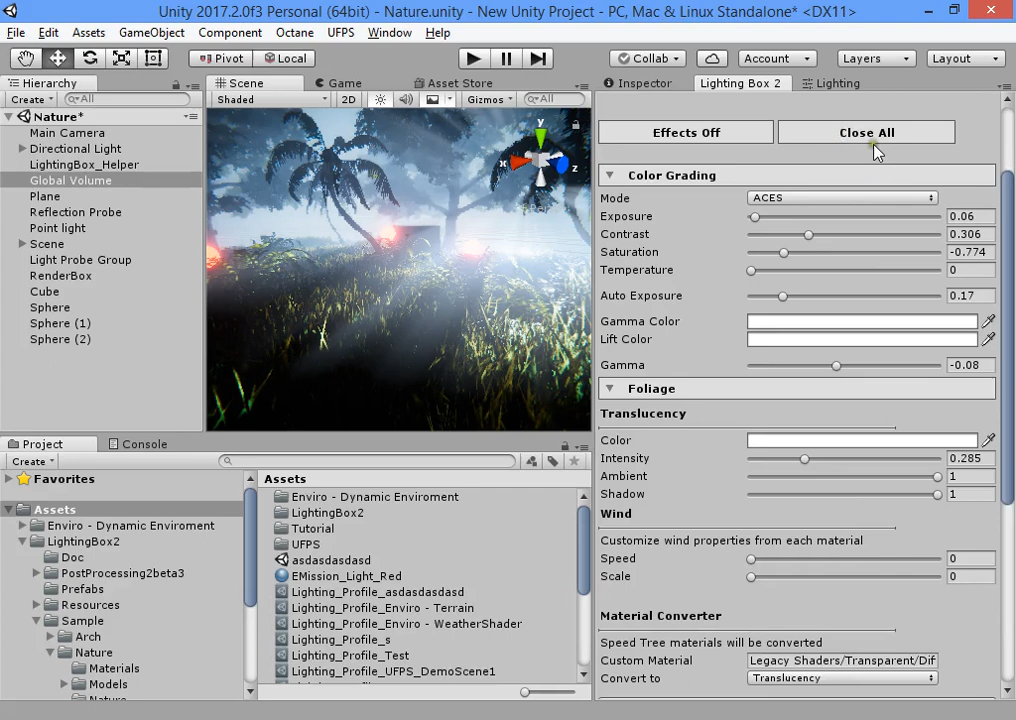 Unity 2017.2.0f3 Personal (64bit) - Nature.unity - New Unity Project - PC, Mac & Linux Standalone* <DX11>
File Edit Assets GameObject Component Octane UFPS Window Help
Pivot Local Collab Account Layers Layout
Hierarchy Scene Game Asset Store Inspector Lighting Box 2 Lighting
Create All Shaded 2D Gizmos All
Nature*
Main Camera
Directional Light
LightingBox_Helper
Global Volume
Plane
Reflection Probe
Point light
Scene
Light Probe Group
RenderBox
Cube
Sphere
Sphere (1)
Sphere (2)
y
x
z
Effects Off Close All
Color Grading
Mode ACES
Exposure 0.06
Contrast 0.306
Saturation -0.774
Temperature 0
Auto Exposure 0.17
Gamma Color
Lift Color
Gamma -0.08
Foliage
Translucency
Color
Intensity 0.285
Ambient 1
Shadow 1
Wind
Customize wind properties from each material
Speed 0
Scale 0
Material Converter
Speed Tree materials will be converted
Custom Material Legacy Shaders/Transparent/Dif
Convert to Translucency
Project Console
Create
Favorites
Assets
Enviro - Dynamic Enviroment
LightingBox2
Doc
PostProcessing2beta3
Prefabs
Resources
Sample
Arch
Nature
Materials
Models
Assets
Enviro - Dynamic Enviroment
LightingBox2
Tutorial
UFPS
asdasdasdasd
EMission_Light_Red
Lighting_Profile_asdasdasdasd
Lighting_Profile_Enviro - Terrain
Lighting_Profile_Enviro - WeatherShader
Lighting_Profile_s
Lighting_Profile_Test
Lighting_Profile_UFPS_DemoScene1